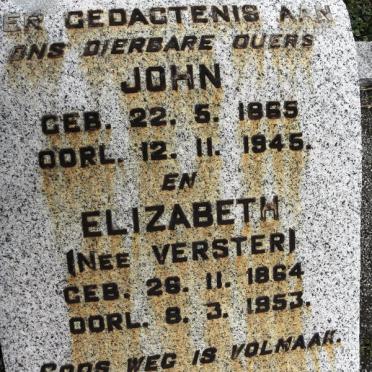 ER GEDACTENIS AAN
ONS DIERBARE OUERS
JOHN
GEB. 22. 5. 1865
OORL. 12. 11. 1945.
EN
ELIZABETH
(NEE VERSTER)
GEB. 26. 11. 1864
OORL. 8. 3. 1953.
GODS WEG IS VOLMAAK.